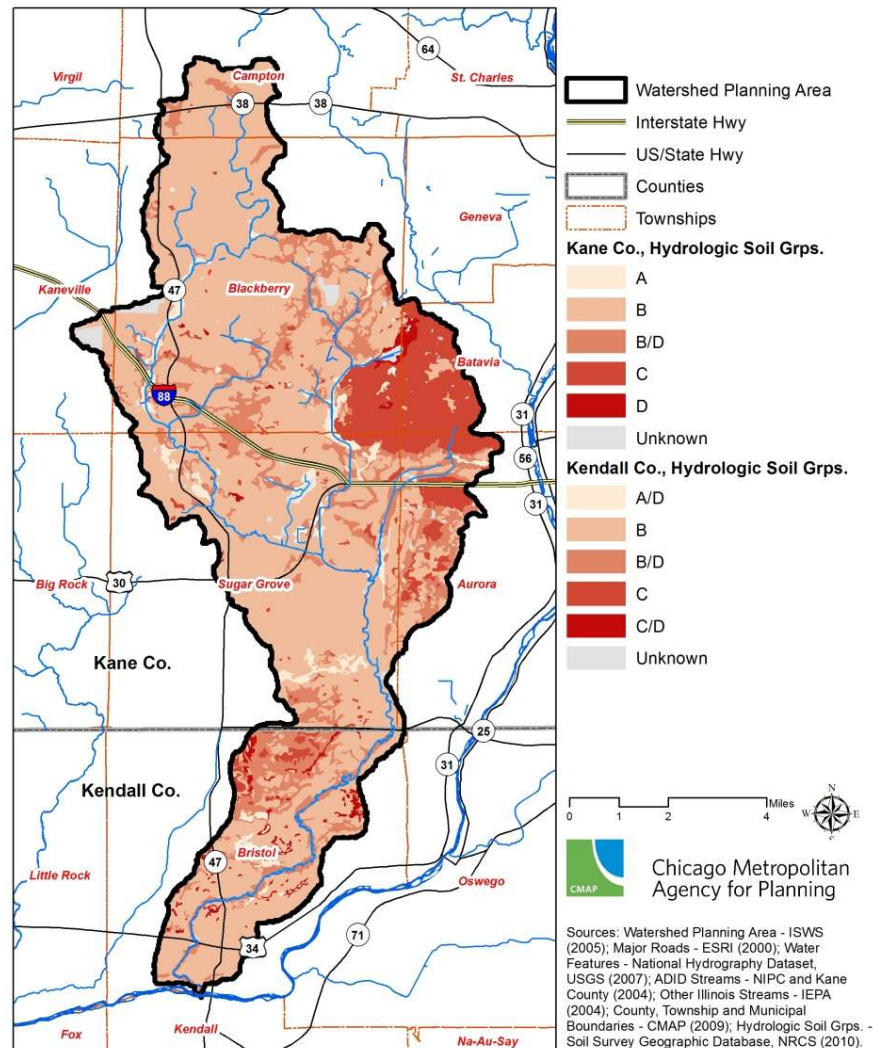 64
Virgil
Campton
St. Charles
38
38
Geneva
Kaneville
47
Blackberry
Batavia
88
31
56
31
Big Rock
30
Sugar Grove
Aurora
Kane Co.
25
31
Kendall Co.
Bristol
47
Little Rock
Oswego
34
71
Fox
Kendall
Na-Au-Say
Watershed Planning Area
Interstate Hwy
US/State Hwy
Counties
Townships
Kane Co., Hydrologic Soil Grps.
A
B
B/D
C
D
Unknown
Kendall Co., Hydrologic Soil Grps.
A/D
B
B/D
C
C/D
Unknown
0 1 2 4 Miles
N
W E
S
CMAP
Chicago Metropolitan
Agency for Planning
Sources: Watershed Planning Area - ISWS
(2005); Major Roads - ESRI (2000); Water
Features - National Hydrography Dataset,
USGS (2007); ADID Streams - NIPC and Kane
County (2004); Other Illinois Streams - IEPA
(2004); County, Township and Municipal
Boundaries - CMAP (2009); Hydrologic Soil Grps. -
Soil Survey Geographic Database, NRCS (2010).